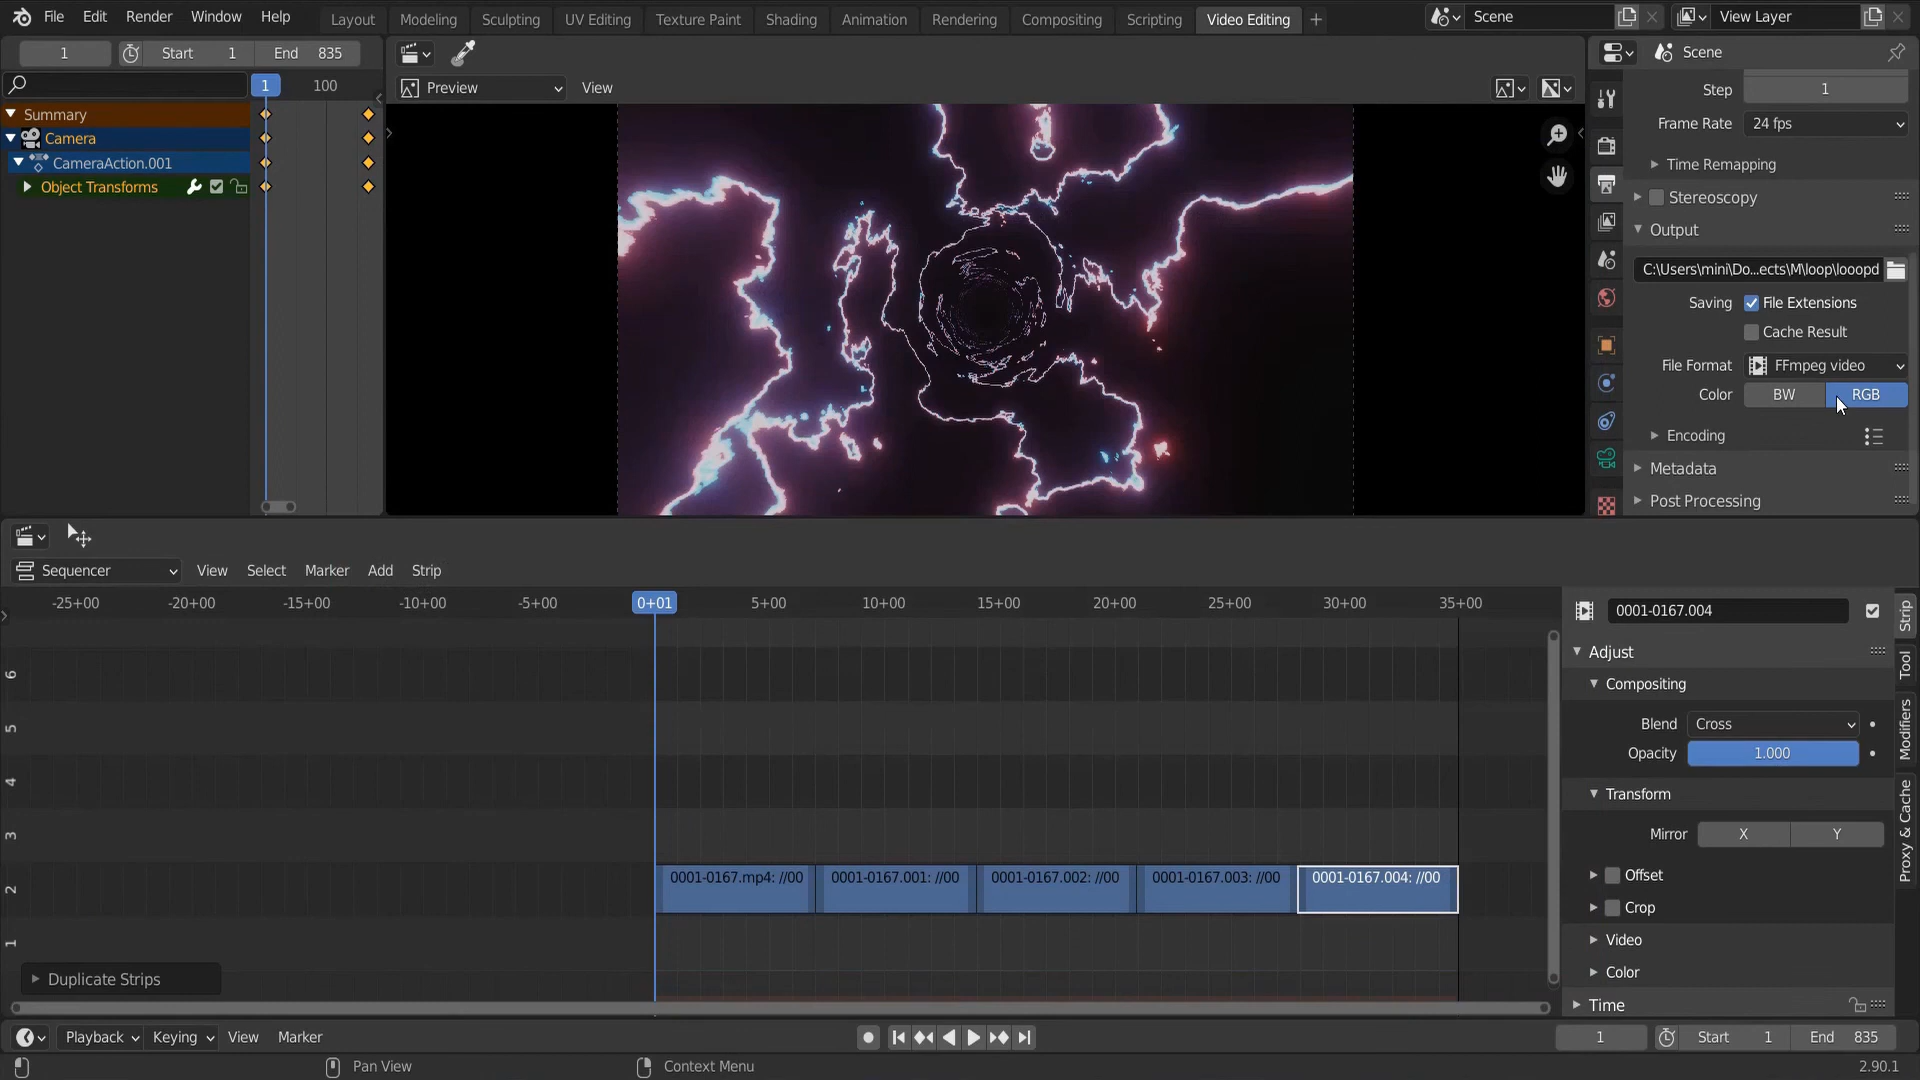 File Edit Render Window Help Layout Modeling Sculpting UV Editing Texture Paint Shading Animation Rendering Compositing Scripting Video Editing + Scene View Layer
1 Start 1 End 835 Scene
1 100 Preview View
Step 1
Summary
Frame Rate 24 fps
Camera
CameraAction.001
Time Remapping
Object Transforms
Stereoscopy
Output
C:\Users\mini\Do...ects\M\loop\looopd
Saving File Extensions
Cache Result
File Format FFmpeg video
Color BW RGB
Encoding
Metadata
Post Processing
Sequencer View Select Marker Add Strip
-25+00 -20+00 -15+00 -10+00 -5+00 0+01 5+00 10+00 15+00 20+00 25+00 30+00 35+00
0001-0167.004
Strip
Tool
Modifiers
Proxy & Cache
Adjust
Compositing
6
Blend Cross
5
Opacity 1.000
4
Transform
3
Mirror X Y
2
0001-0167.mp4: //00 0001-0167.001: //00 0001-0167.002: //00 0001-0167.003: //00 0001-0167.004: //00
Offset
Crop
1
Video
Color
Duplicate Strips
Time
Playback Keying View Marker 1 Start 1 End 835
Pan View Context Menu 2.90.1